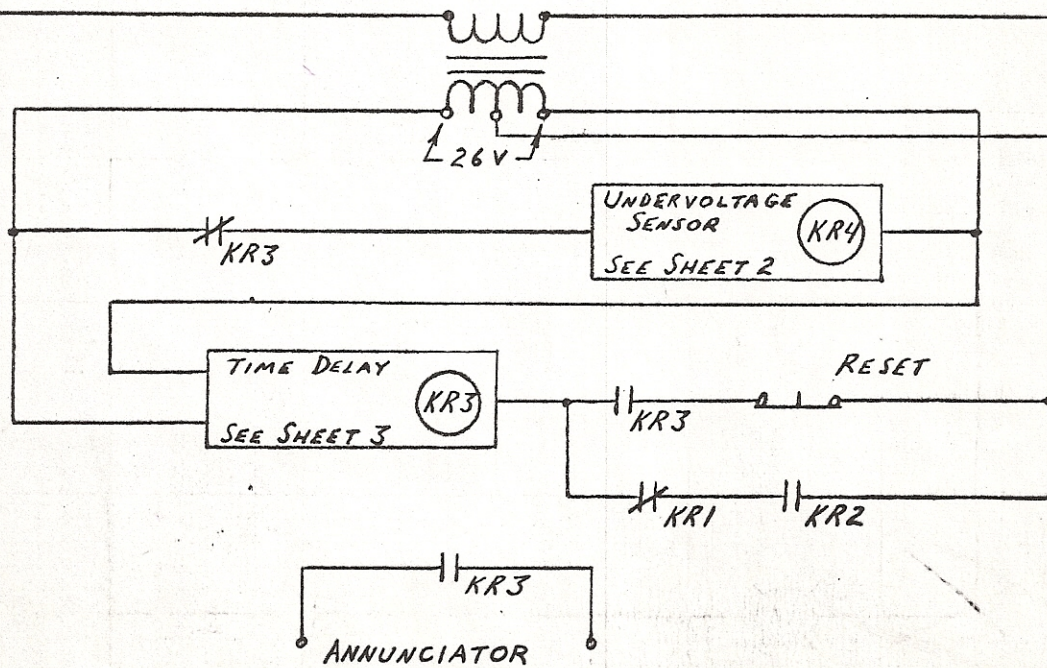 26 V
UNDERVOLTAGE
SENSOR
KR4
SEE SHEET 2
KR3
TIME DELAY
KR3
SEE SHEET 3
RESET
KR3
KR1
KR2
KR3
ANNUNCIATOR